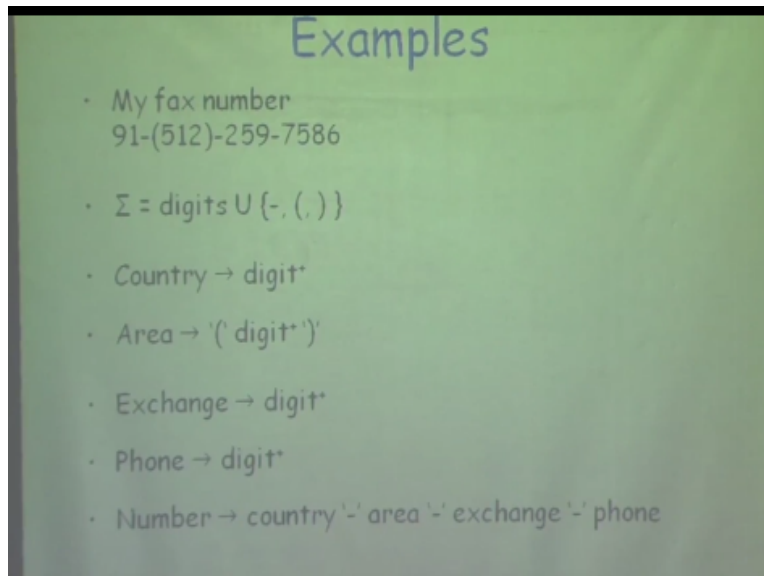 Examples
• My fax number
91-(512)-259-7586
• Σ = digits U {-, (, ) }
• Country → digit⁺
• Area → '(' digit⁺ ')'
• Exchange → digit⁺
• Phone → digit⁺
• Number → country '-' area '-' exchange '-' phone